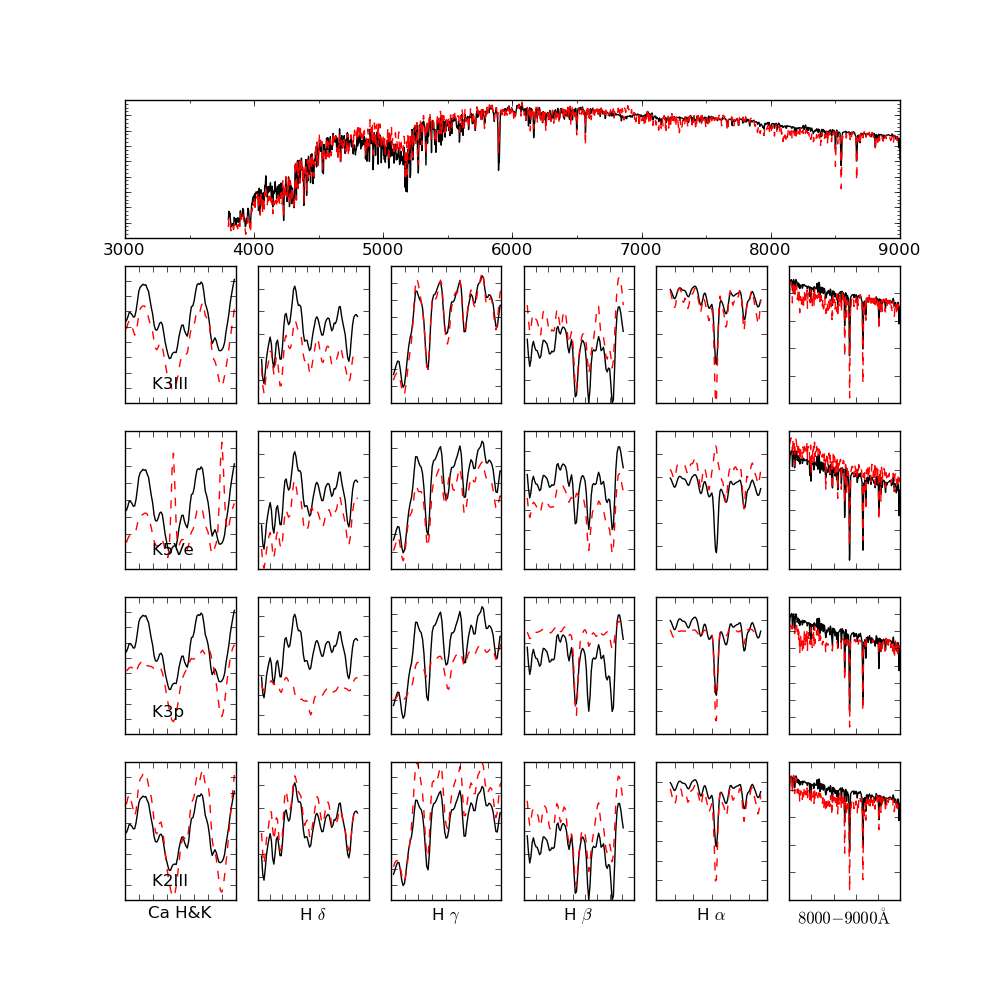 3000 4000 5000 6000 7000 8000 9000
K3III
K5Ve
K3p
K2III
Ca H&K H δ H γ H β H α 8000−9000Å